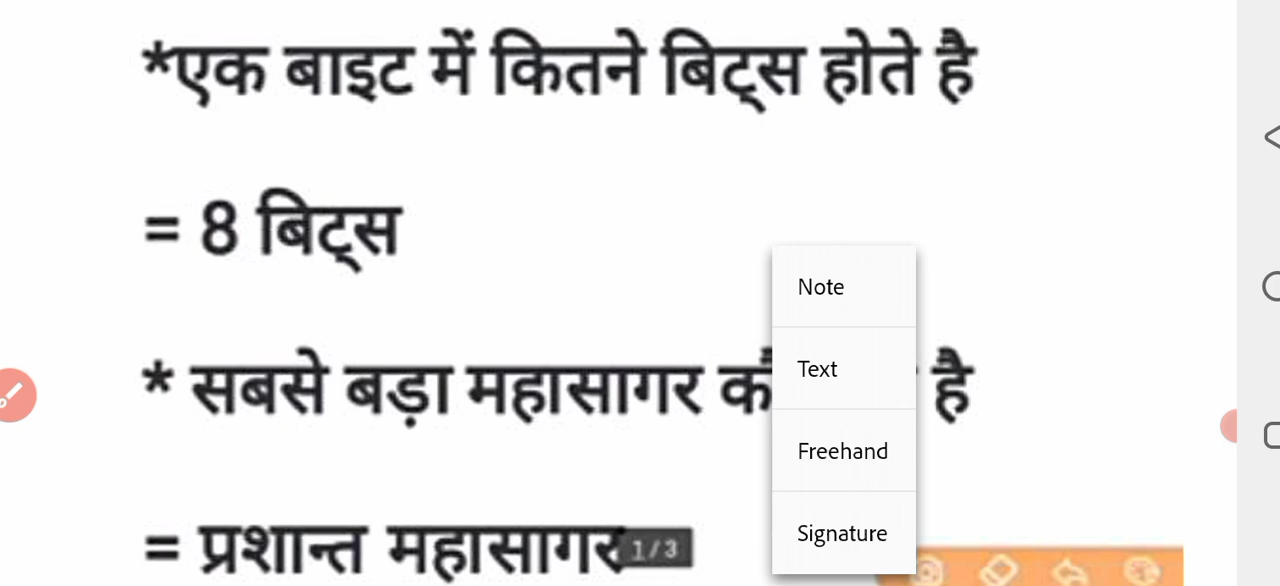 *एक बाइट में कितने बिट्स होते है
= 8 बिट्स
* सबसे बड़ा महासागर है
= प्रशान्त महासागर
1/3
Note
Text
Freehand
Signature